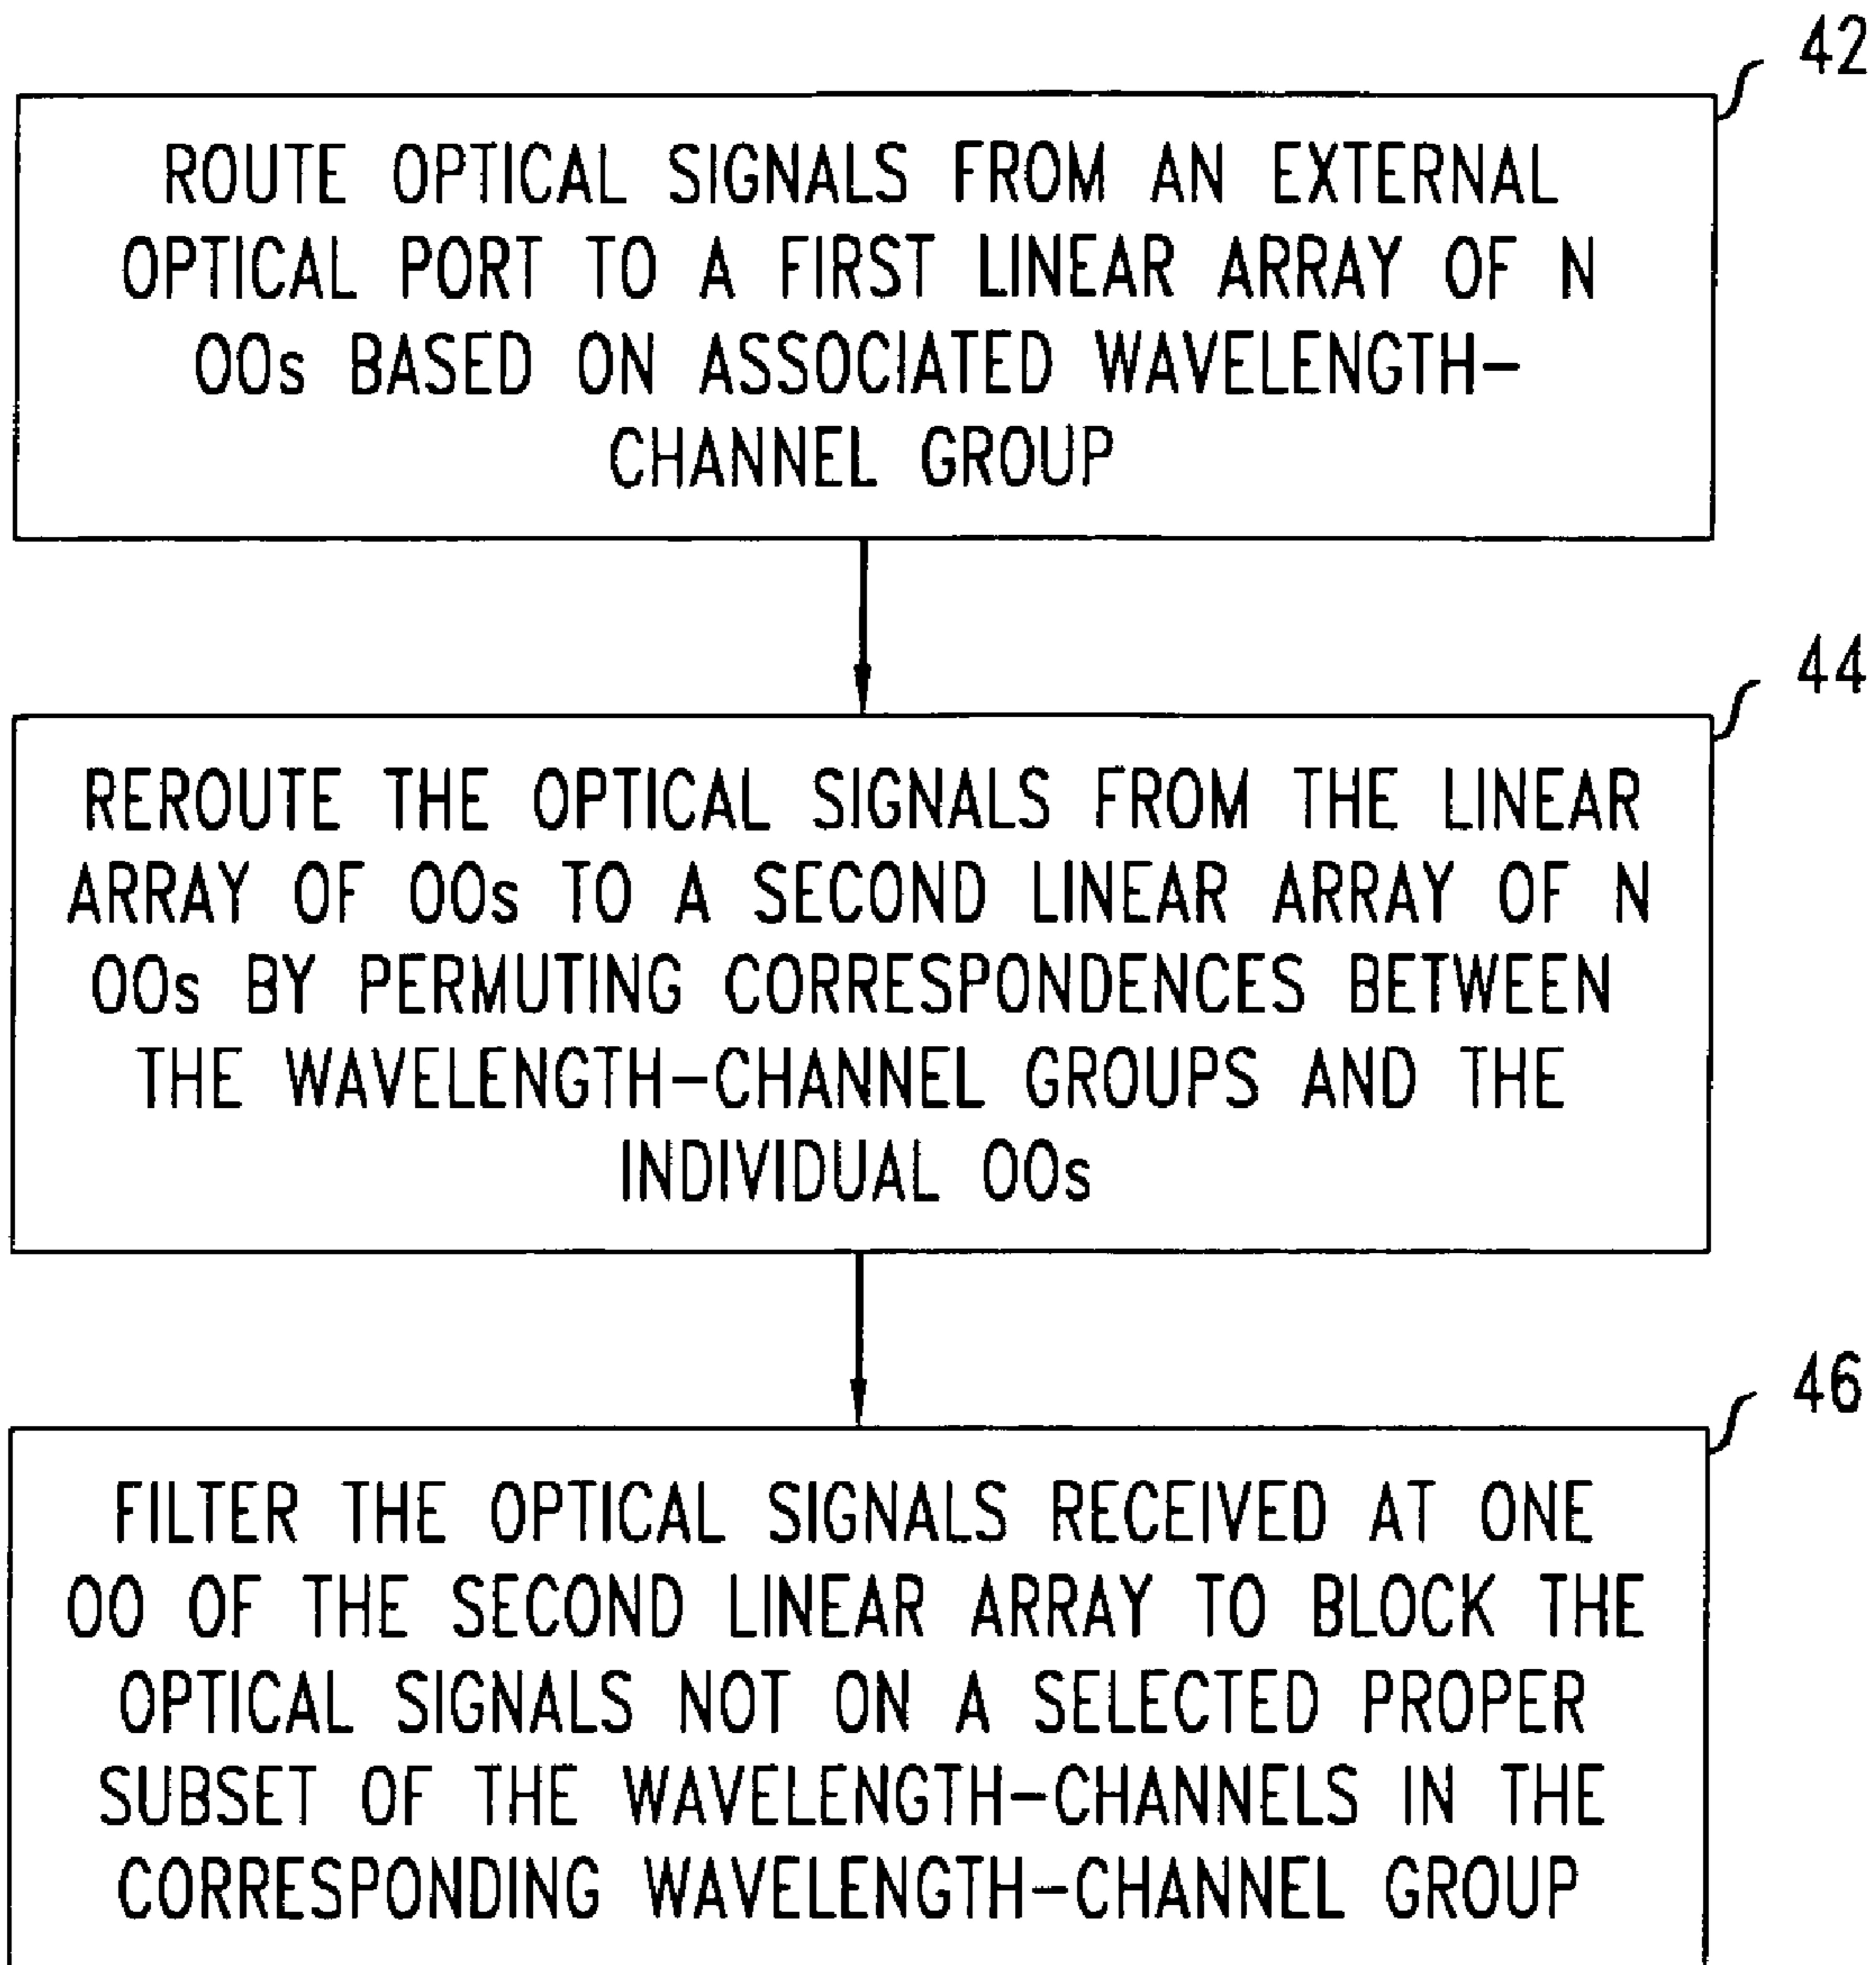 42
ROUTE OPTICAL SIGNALS FROM AN EXTERNAL
OPTICAL PORT TO A FIRST LINEAR ARRAY OF N
OOs BASED ON ASSOCIATED WAVELENGTH-
CHANNEL GROUP
44
REROUTE THE OPTICAL SIGNALS FROM THE LINEAR
ARRAY OF OOs TO A SECOND LINEAR ARRAY OF N
OOs BY PERMUTING CORRESPONDENCES BETWEEN
THE WAVELENGTH-CHANNEL GROUPS AND THE
INDIVIDUAL OOs
46
FILTER THE OPTICAL SIGNALS RECEIVED AT ONE
OO OF THE SECOND LINEAR ARRAY TO BLOCK THE
OPTICAL SIGNALS NOT ON A SELECTED PROPER
SUBSET OF THE WAVELENGTH-CHANNELS IN THE
CORRESPONDING WAVELENGTH-CHANNEL GROUP